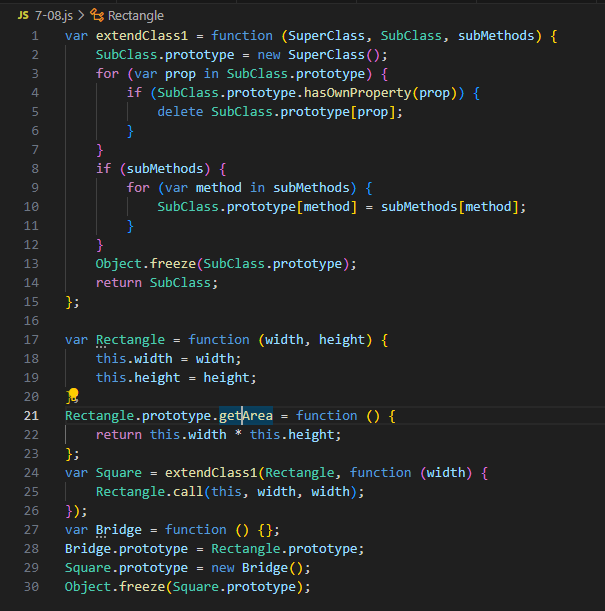 JS 7-08.js > Rectangle
1 var extendClass1 = function (SuperClass, SubClass, subMethods) {
2     SubClass.prototype = new SuperClass();
3     for (var prop in SubClass.prototype) {
4         if (SubClass.prototype.hasOwnProperty(prop)) {
5             delete SubClass.prototype[prop];
6         }
7     }
8     if (subMethods) {
9         for (var method in subMethods) {
10             SubClass.prototype[method] = subMethods[method];
11         }
12     }
13     Object.freeze(SubClass.prototype);
14     return SubClass;
15 };
16
17 var Rectangle = function (width, height) {
18     this.width = width;
19     this.height = height;
20 };
21 Rectangle.prototype.getArea = function () {
22     return this.width * this.height;
23 };
24 var Square = extendClass1(Rectangle, function (width) {
25     Rectangle.call(this, width, width);
26 });
27 var Bridge = function () {};
28 Bridge.prototype = Rectangle.prototype;
29 Square.prototype = new Bridge();
30 Object.freeze(Square.prototype);